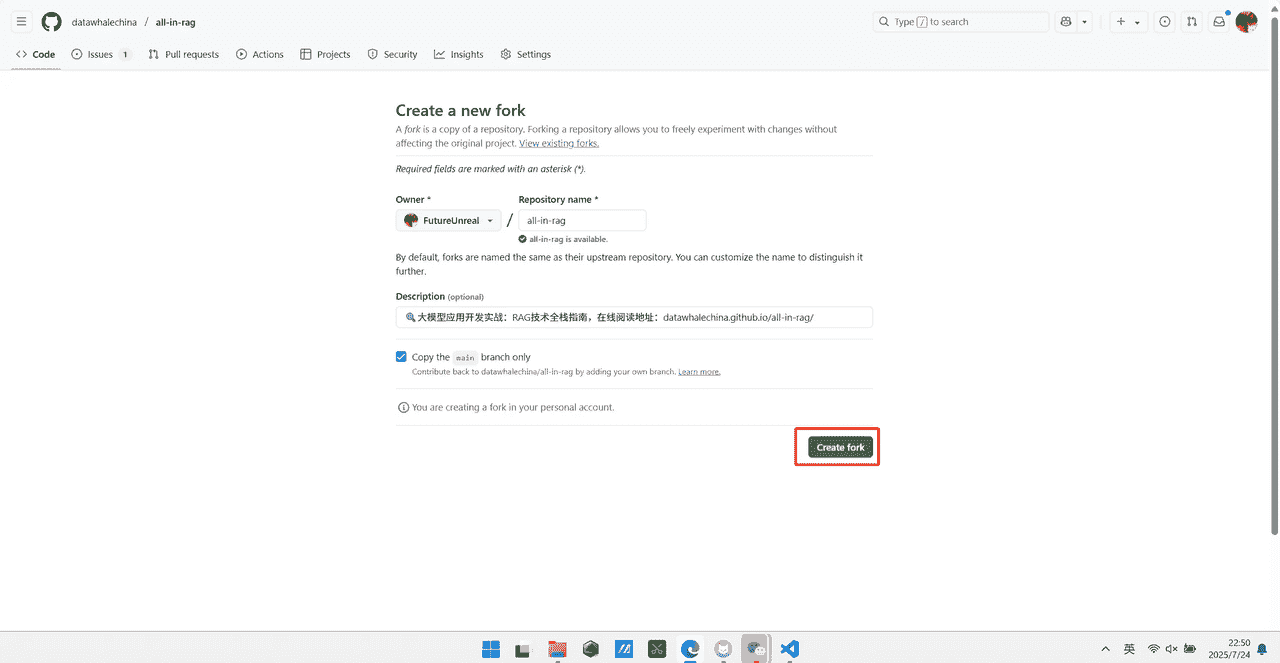 datawhalechina / all-in-rag
Type / to search
Code Issues 1 Pull requests Actions Projects Security Insights Settings
Create a new fork
A fork is a copy of a repository. Forking a repository allows you to freely experiment with changes without
affecting the original project. View existing forks.
Required fields are marked with an asterisk (*).
Owner * Repository name *
FutureUnreal / all-in-rag
all-in-rag is available.
By default, forks are named the same as their upstream repository. You can customize the name to distinguish it
further.
Description (optional)
🔍大模型应用开发实战：RAG技术全栈指南，在线阅读地址：datawhalechina.github.io/all-in-rag/
Copy the main branch only
Contribute back to datawhalechina/all-in-rag by adding your own branch. Learn more.
You are creating a fork in your personal account.
Create fork
英
22:50
2025/7/24